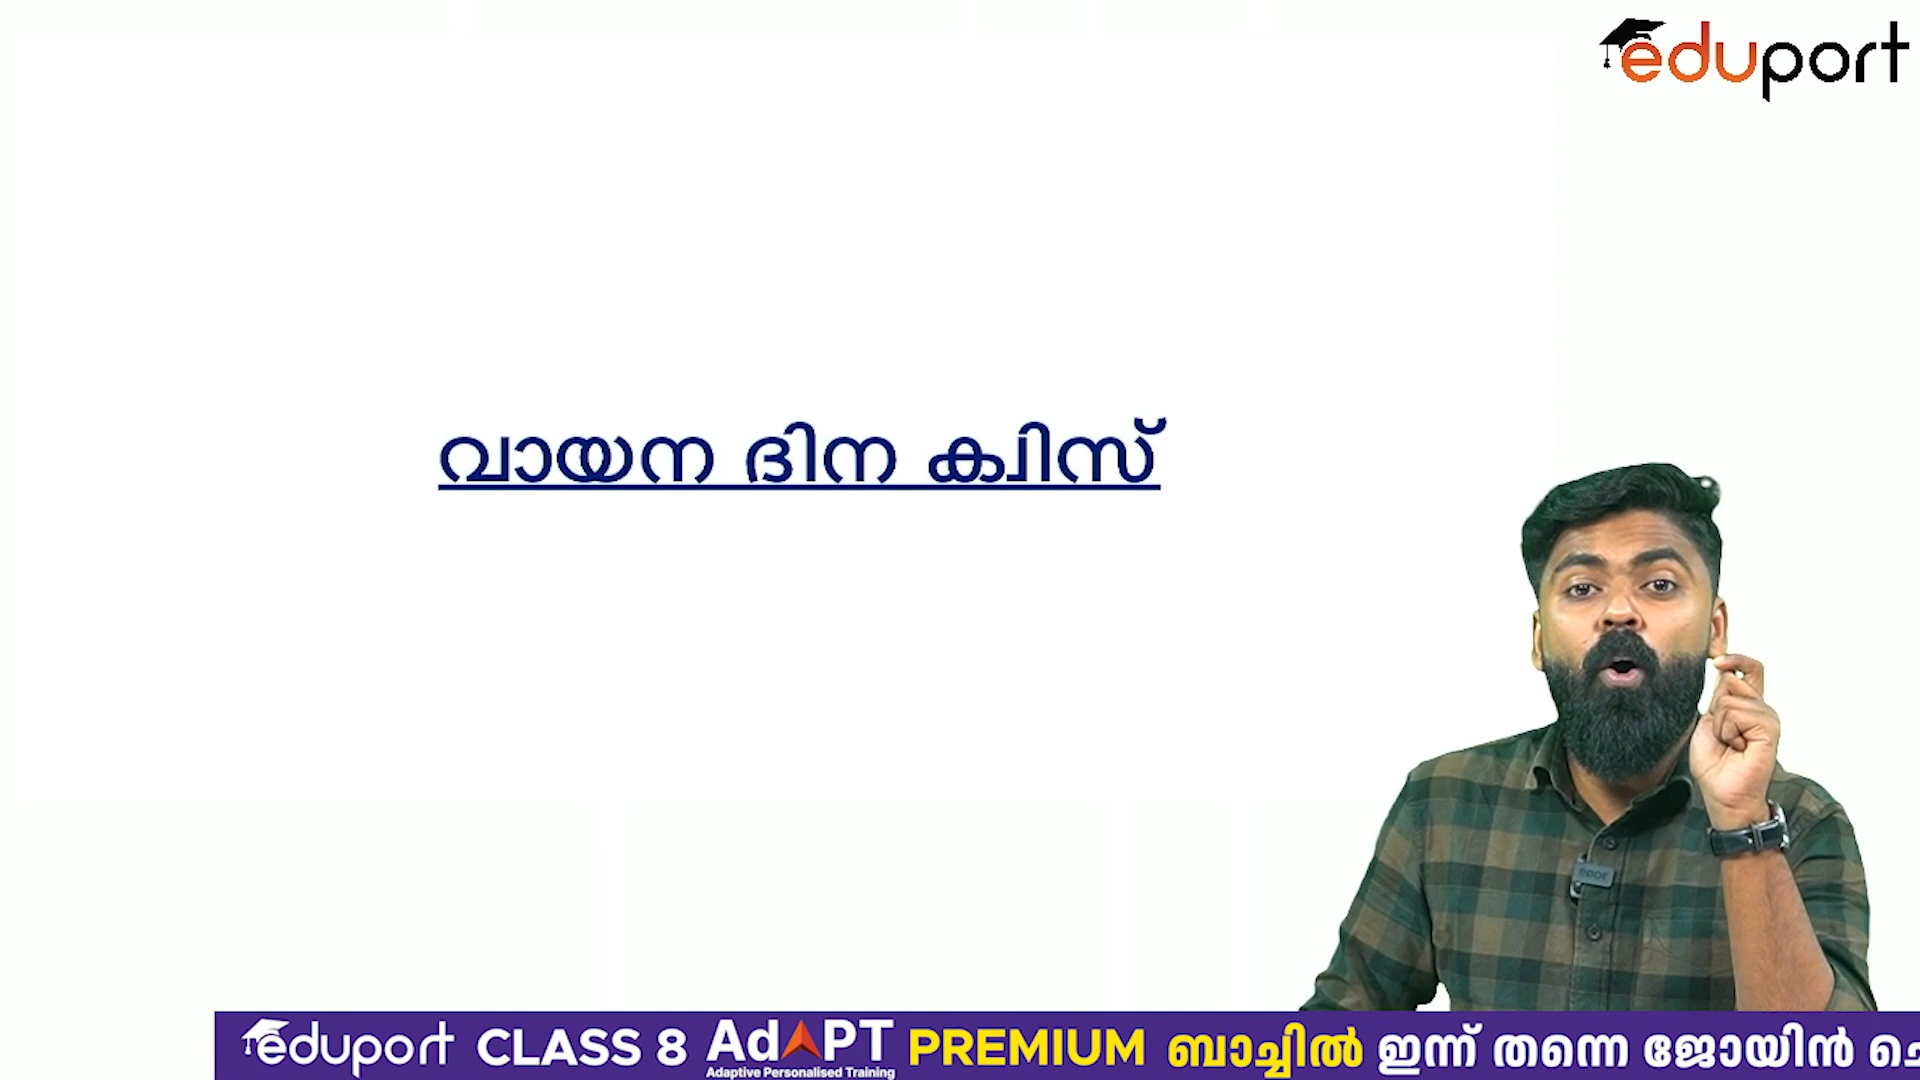 eduport
വായന ദിന ക്വിസ്
eduport CLASS 8 AdAPT PREMIUM ബാച്ചിൽ ഇന്ന് തന്നെ ജോയിൻ
Adaptive Personalised Training